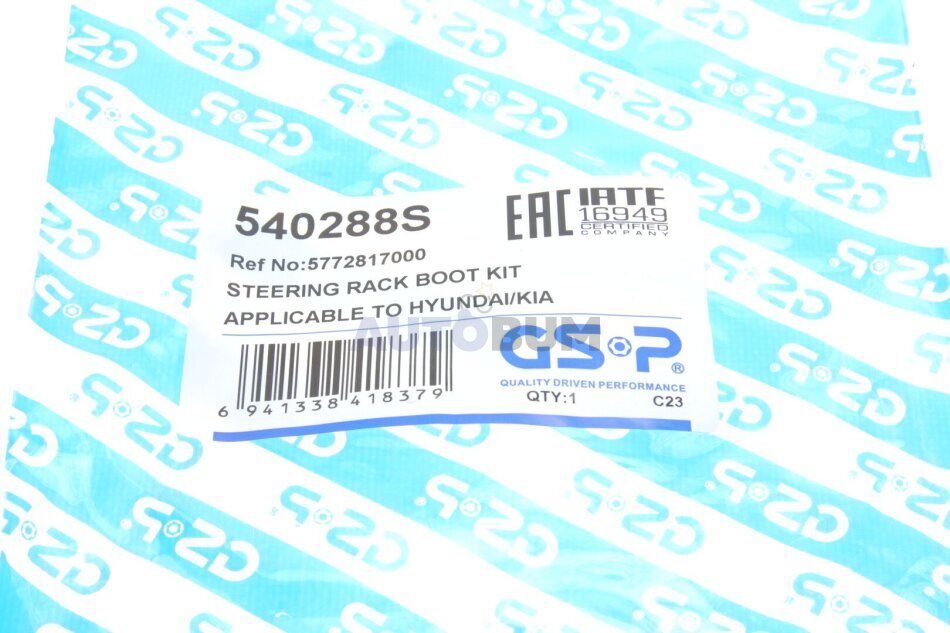 540288S
EAC
IATF
16949
CERTIFIED
COMPANY
Ref No:5772817000
STEERING RACK BOOT KIT
APPLICABLE TO HYUNDAI/KIA
AUTOBUM
GSP®
QUALITY DRIVEN PERFORMANCE
6 941338 418379
QTY:1 C23